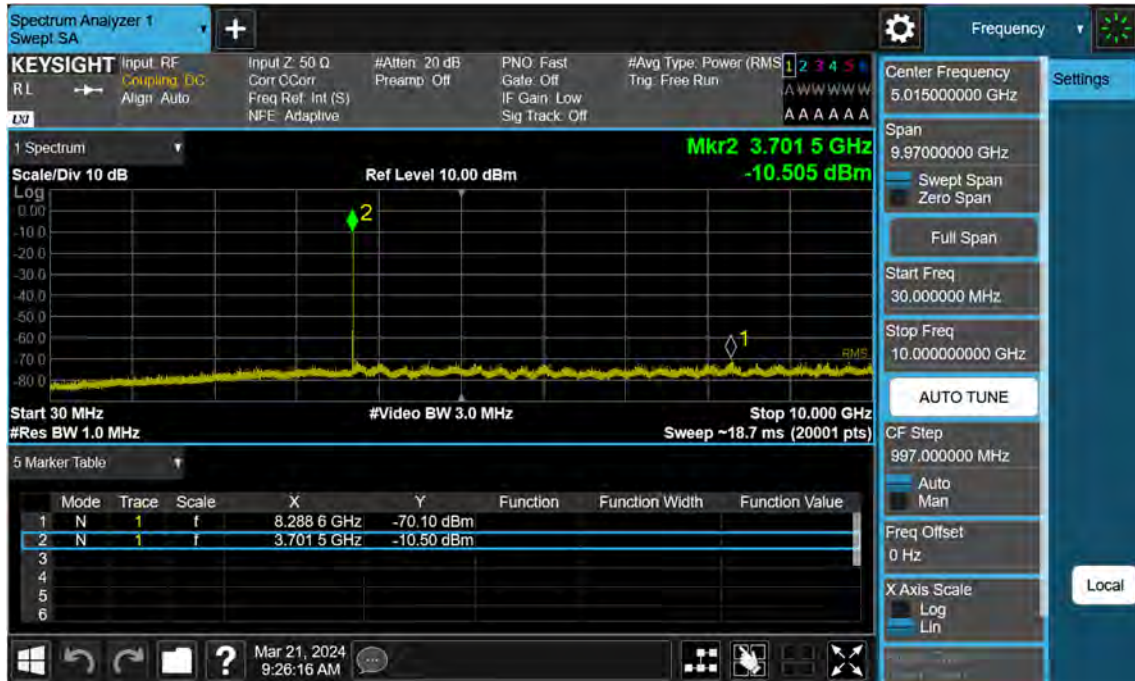 Spectrum Analyzer 1
Swept SA
Frequency
KEYSIGHT
RL
LXI
Input: RF
Coupling: DC
Align: Auto
Input Z: 50 Ω
Corr CCorr
Freq Ref: Int (S)
NFE: Adaptive
#Atten: 20 dB
Preamp: Off
PNO: Fast
Gate: Off
IF Gain: Low
Sig Track: Off
#Avg Type: Power (RMS
Trig: Free Run
1 2 3 4 5 6
A W W W W W
A A A A A A
1 Spectrum
Scale/Div 10 dB
Ref Level 10.00 dBm
Mkr2 3.701 5 GHz
-10.505 dBm
Log
0.00
-10.0
-20.0
-30.0
-40.0
-50.0
-60.0
-70.0
-80.0
2
1
RMS
Start 30 MHz
#Video BW 3.0 MHz
Stop 10.000 GHz
#Res BW 1.0 MHz
Sweep ~18.7 ms (20001 pts)
5 Marker Table
Mode Trace Scale X Y Function Function Width Function Value
1 N 1 f 8.288 6 GHz -70.10 dBm
2 N 1 f 3.701 5 GHz -10.50 dBm
3
4
5
6
Mar 21, 2024
9:26:16 AM
Center Frequency
5.015000000 GHz
Settings
Span
9.97000000 GHz
Swept Span
Zero Span
Full Span
Start Freq
30.000000 MHz
Stop Freq
10.000000000 GHz
AUTO TUNE
CF Step
997.000000 MHz
Auto
Man
Freq Offset
0 Hz
X Axis Scale
Log
Lin
Local